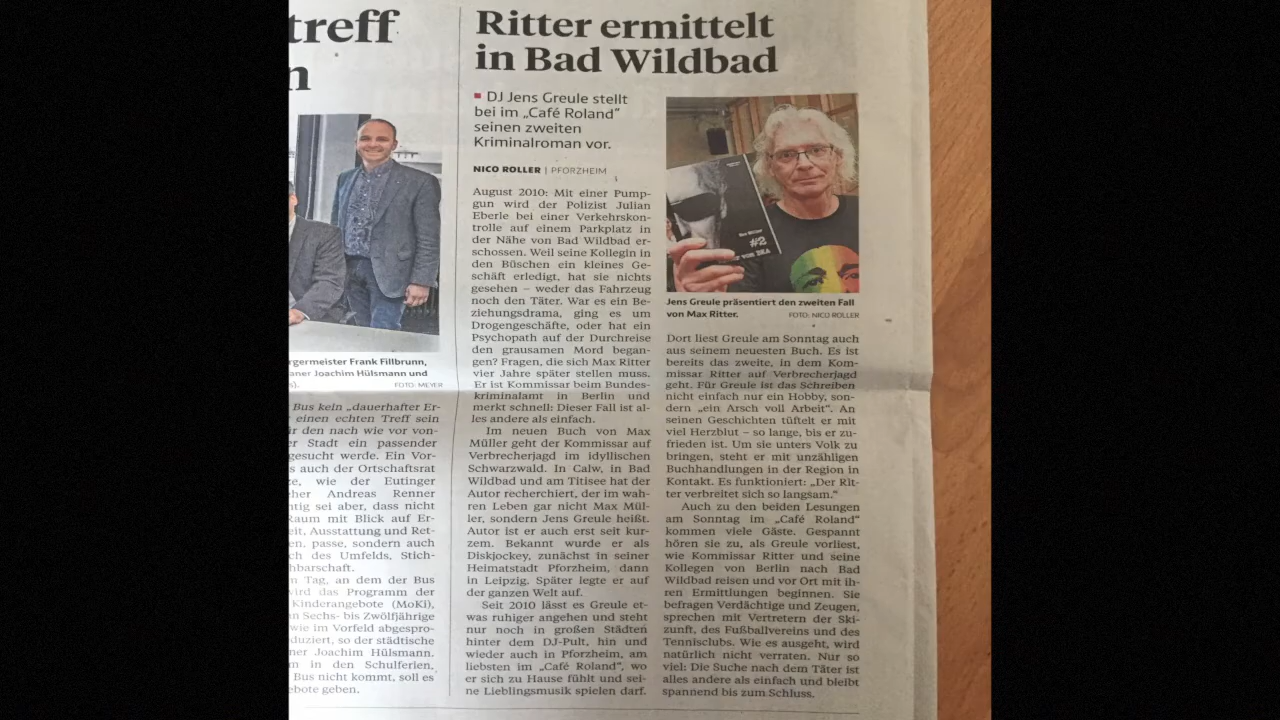 treff
n
rgermeister Frank Fillbrunn,
aner Joachim Hülsmann und
s).
FOTO: MEYER
Bus kein „dauerhafter Er-
einen echten Treff sein
ir den nach wie vor von-
er Stadt ein passender
gesucht werde. Ein Vor-
s auch der Ortschaftsrat
ze, wie der Eutinger
eher Andreas Renner
htig sei aber, dass nicht
Raum mit Blick auf Er-
eit, Ausstattung und Ret-
en, passe, sondern auch
ch des Umfelds, Stich-
hbarschaft.
m Tag, an dem der Bus
wird das Programm der
Kinderangebote (MoKi),
n Sechs- bis Zwölfjährige
wie im Vorfeld abgespro-
duziert, so der städtische
ner Joachim Hülsmann.
m in den Schulferien,
Bus nicht kommt, soll es
ebote geben.
Ritter ermittelt
in Bad Wildbad
DJ Jens Greule stellt
bei im „Café Roland“
seinen zweiten
Kriminalroman vor.
NICO ROLLER | PFORZHEIM
August 2010: Mit einer Pump-
gun wird der Polizist Julian
Eberle bei einer Verkehrskon-
trolle auf einem Parkplatz in
der Nähe von Bad Wildbad er-
schossen. Weil seine Kollegin in
den Büschen ein kleines Ge-
schäft erledigt, hat sie nichts
gesehen – weder das Fahrzeug
noch den Täter. War es ein Be-
ziehungsdrama, ging es um
Drogengeschäfte, oder hat ein
Psychopath auf der Durchreise
den grausamen Mord began-
gen? Fragen, die sich Max Ritter
vier Jahre später stellen muss.
Er ist Kommissar beim Bundes-
kriminalamt in Berlin und
merkt schnell: Dieser Fall ist al-
les andere als einfach.
Im neuen Buch von Max
Müller geht der Kommissar auf
Verbrecherjagd im idyllischen
Schwarzwald. In Calw, in Bad
Wildbad und am Titisee hat der
Autor recherchiert, der im wah-
ren Leben gar nicht Max Mül-
ler, sondern Jens Greule heißt.
Autor ist er auch erst seit kur-
zem. Bekannt wurde er als
Diskjockey, zunächst in seiner
Heimatstadt Pforzheim, dann
in Leipzig. Später legte er auf
der ganzen Welt auf.
Seit 2010 lässt es Greule et-
was ruhiger angehen und steht
nur noch in großen Städten
hinter dem DJ-Pult, hin und
wieder auch in Pforzheim, am
liebsten im „Café Roland“, wo
er sich zu Hause fühlt und sei-
ne Lieblingsmusik spielen darf.
#2
VOM BKA
Jens Greule präsentiert den zweiten Fall
von Max Ritter.
FOTO: NICO ROLLER
Dort liest Greule am Sonntag auch
aus seinem neuesten Buch. Es ist
bereits das zweite, in dem Kom-
missar Ritter auf Verbrecherjagd
geht. Für Greule ist das Schreiben
nicht einfach nur ein Hobby, son-
dern „ein Arsch voll Arbeit“. An
seinen Geschichten tüftelt er mit
viel Herzblut – so lange, bis er zu-
frieden ist. Um sie unters Volk zu
bringen, steht er mit unzähligen
Buchhandlungen in der Region in
Kontakt. Es funktioniert: „Der Rit-
ter verbreitet sich so langsam.“
Auch zu den beiden Lesungen
am Sonntag im „Café Roland“
kommen viele Gäste. Gespannt
hören sie zu, als Greule vorliest,
wie Kommissar Ritter und seine
Kollegen von Berlin nach Bad
Wildbad reisen und vor Ort mit ih-
ren Ermittlungen beginnen. Sie
befragen Verdächtige und Zeugen,
sprechen mit Vertretern der Ski-
zunft, des Fußballvereins und des
Tennisclubs. Wie es ausgeht, wird
natürlich nicht verraten. Nur so
viel: Die Suche nach dem Täter ist
alles andere als einfach und bleibt
spannend bis zum Schluss.